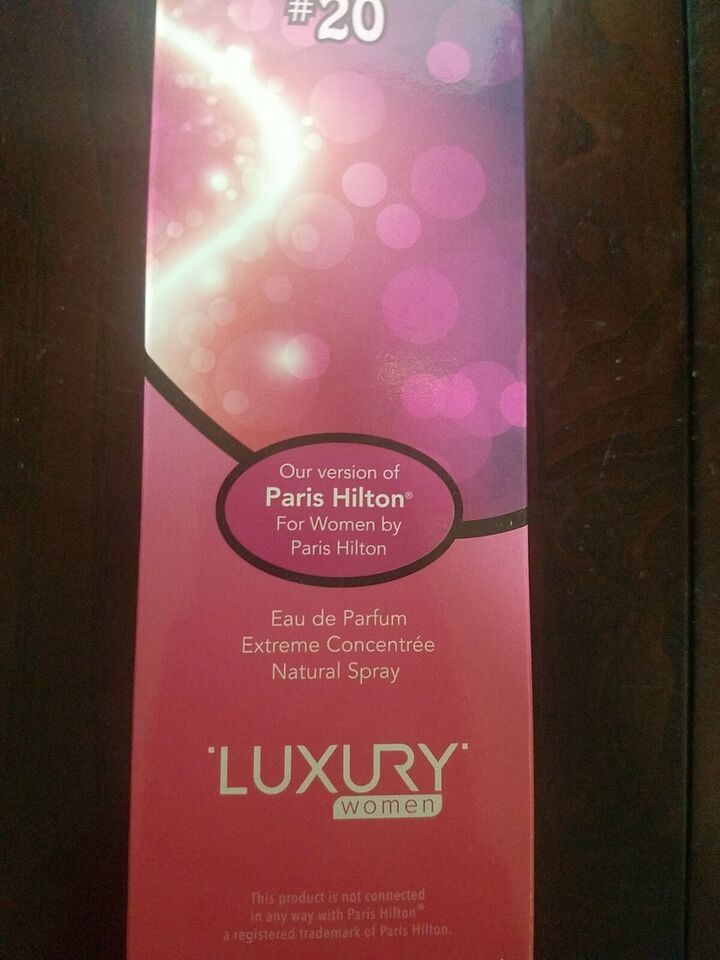 #20
Our version of
Paris Hilton®
For Women by
Paris Hilton
Eau de Parfum
Extreme Concentrée
Natural Spray
LUXURY
women
This product is not connected
in any way with Paris Hilton®
a registered trademark of Paris Hilton.